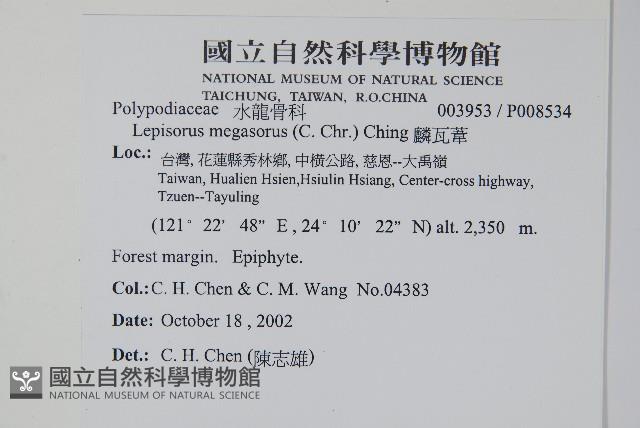 國立自然科學博物館
NATIONAL MUSEUM OF NATURAL SCIENCE
TAICHUNG, TAIWAN, R.O.CHINA
Polypodiaceae 水龍骨科 003953 / P008534
Lepisorus megasorus (C. Chr.) Ching 鱗瓦葦
Loc.: 台灣, 花蓮縣秀林鄉, 中橫公路, 慈恩--大禹嶺
Taiwan, Hualien Hsien,Hsiulin Hsiang, Center-cross highway,
Tzuen--Tayuling
(121° 22' 48" E , 24° 10' 22" N) alt. 2,350 m.
Forest margin. Epiphyte.
Col.: C. H. Chen & C. M. Wang No.04383
Date: October 18 , 2002
Det.: C. H. Chen (陳志雄)
國立自然科學博物館
NATIONAL MUSEUM OF NATURAL SCIENCE